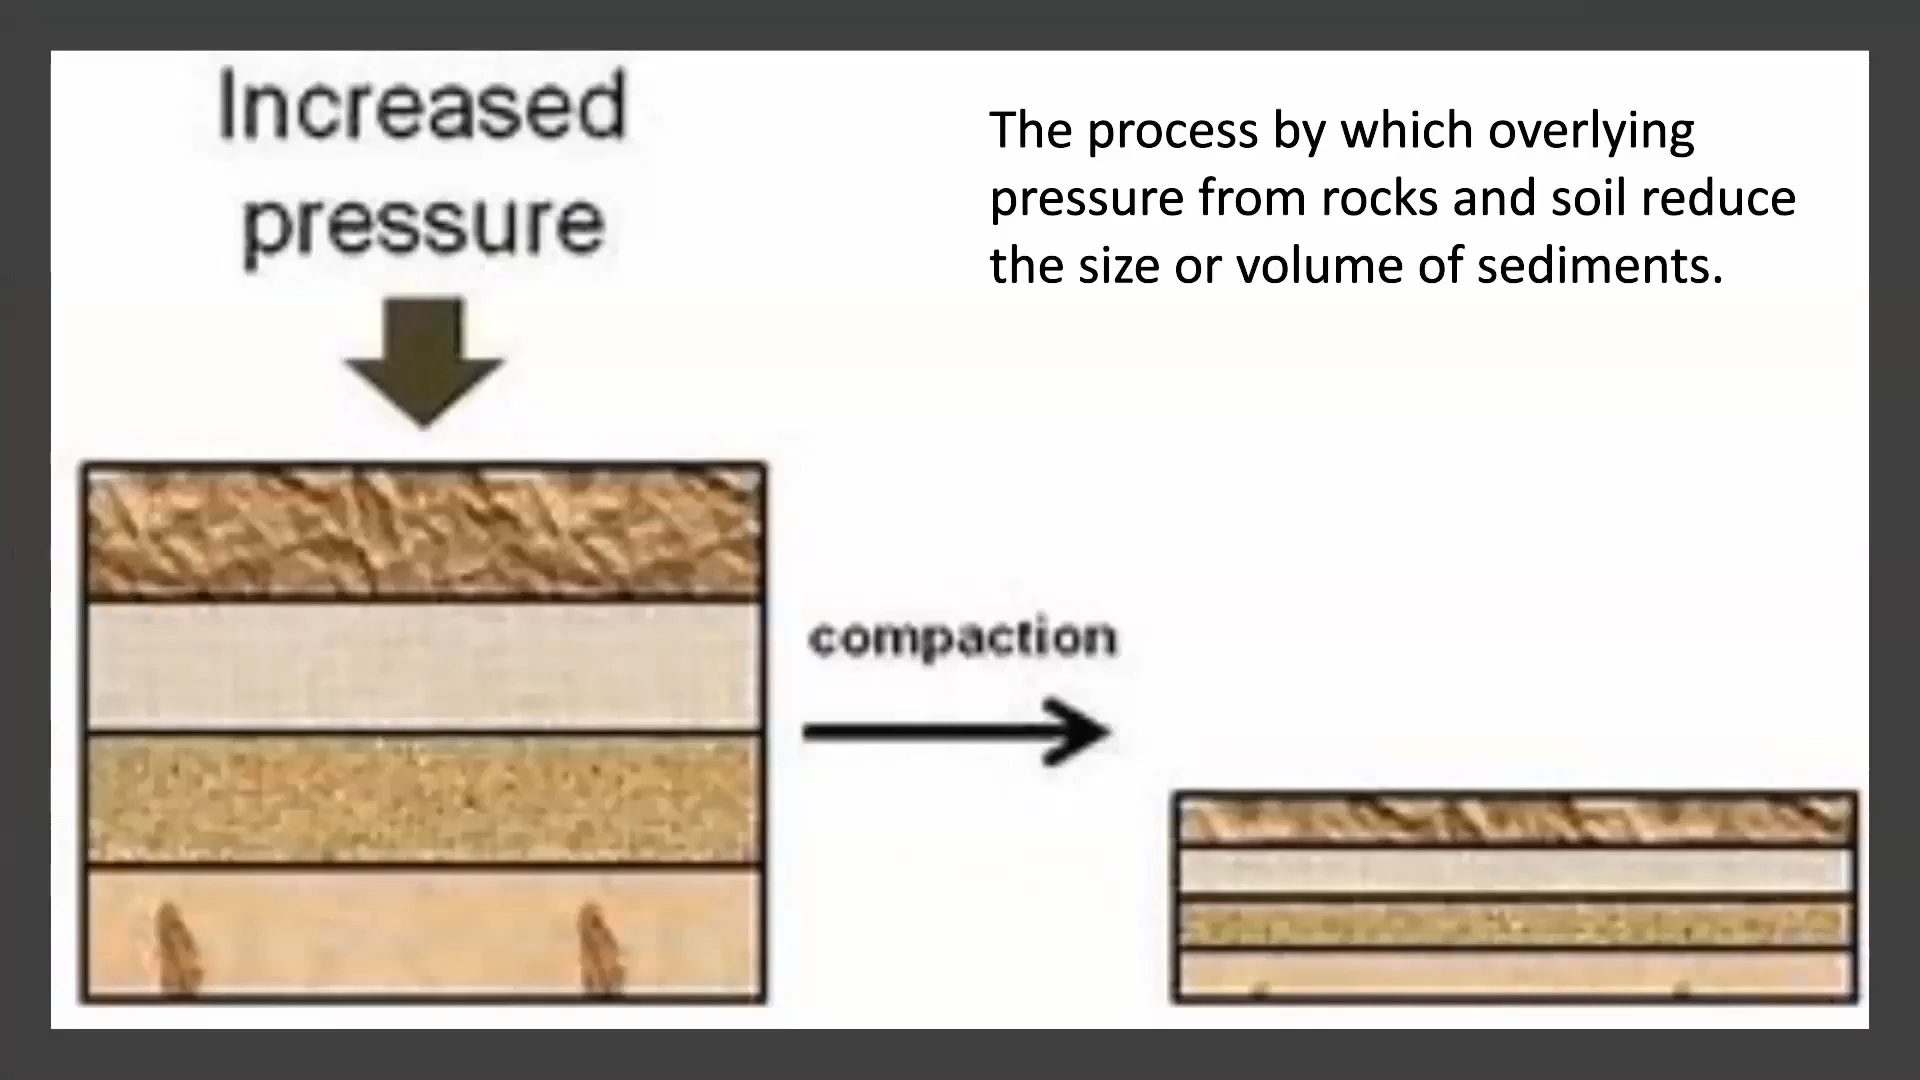 Increased
pressure
The process by which overlying
pressure from rocks and soil reduce
the size or volume of sediments.
compaction